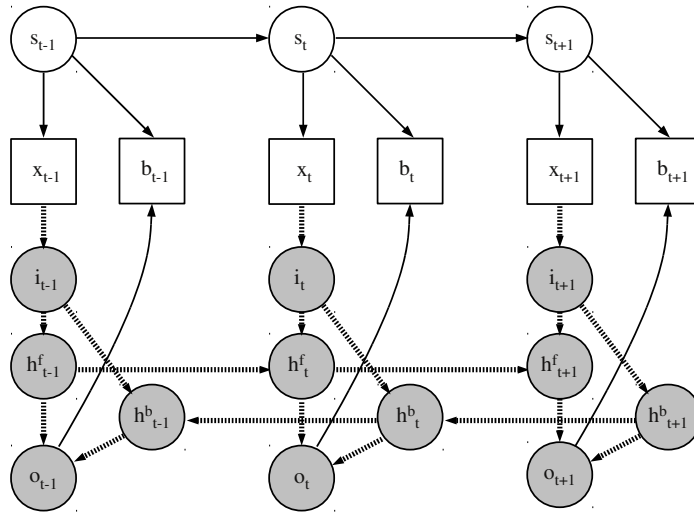 s_{t-1} s_t s_{t+1}
x_{t-1} b_{t-1} x_t b_t x_{t+1} b_{t+1}
i_{t-1} i_t i_{t+1}
h^f_{t-1} h^f_t h^f_{t+1}
h^b_{t-1} h^b_t h^b_{t+1}
o_{t-1} o_t o_{t+1}